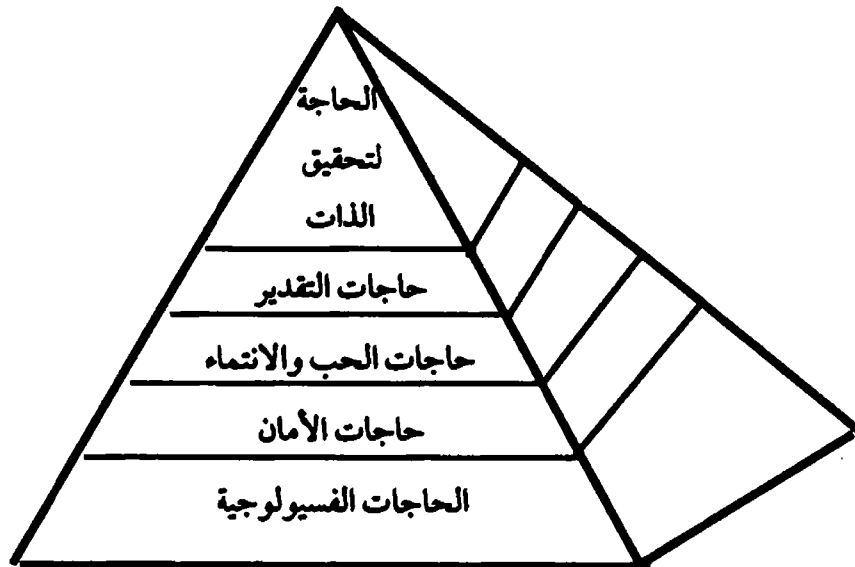 الحاجة
لتحقيق
الذات
حاجات التقدير
حاجات الحب والانتماء
حاجات الأمان
الحاجات الفسيولوجية